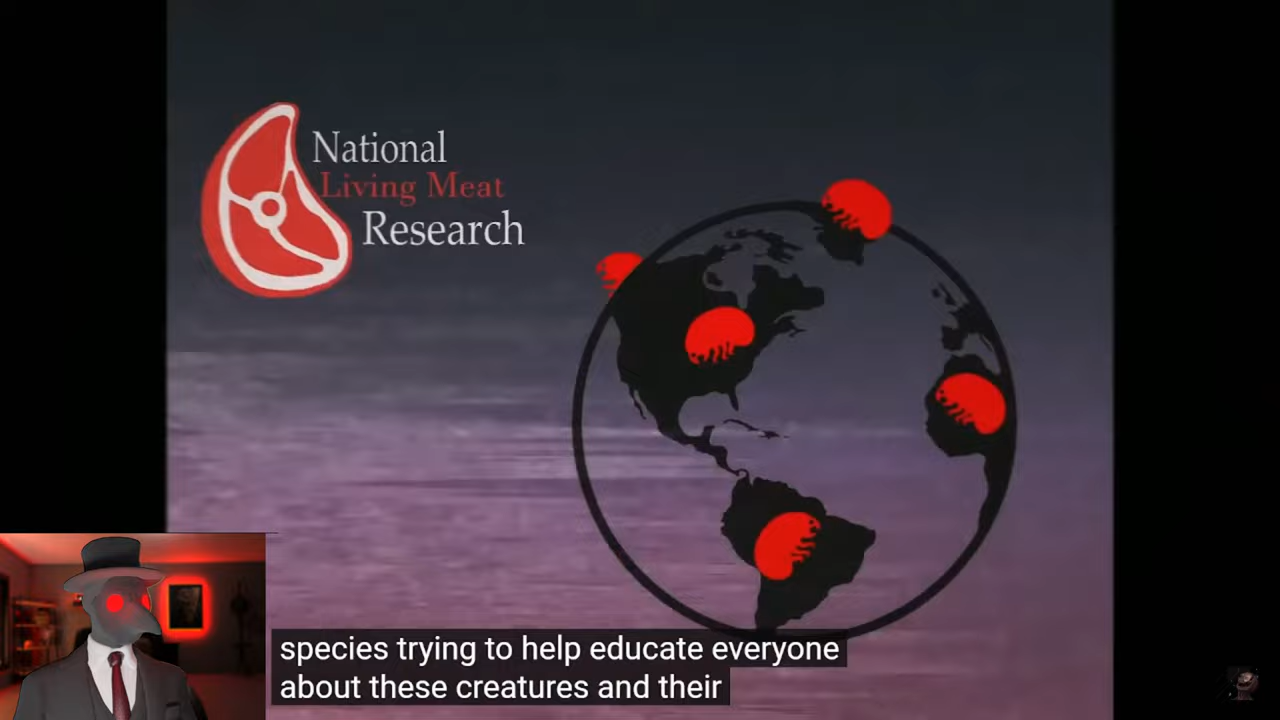 National
Living Meat
Research
species trying to help educate everyone
about these creatures and their